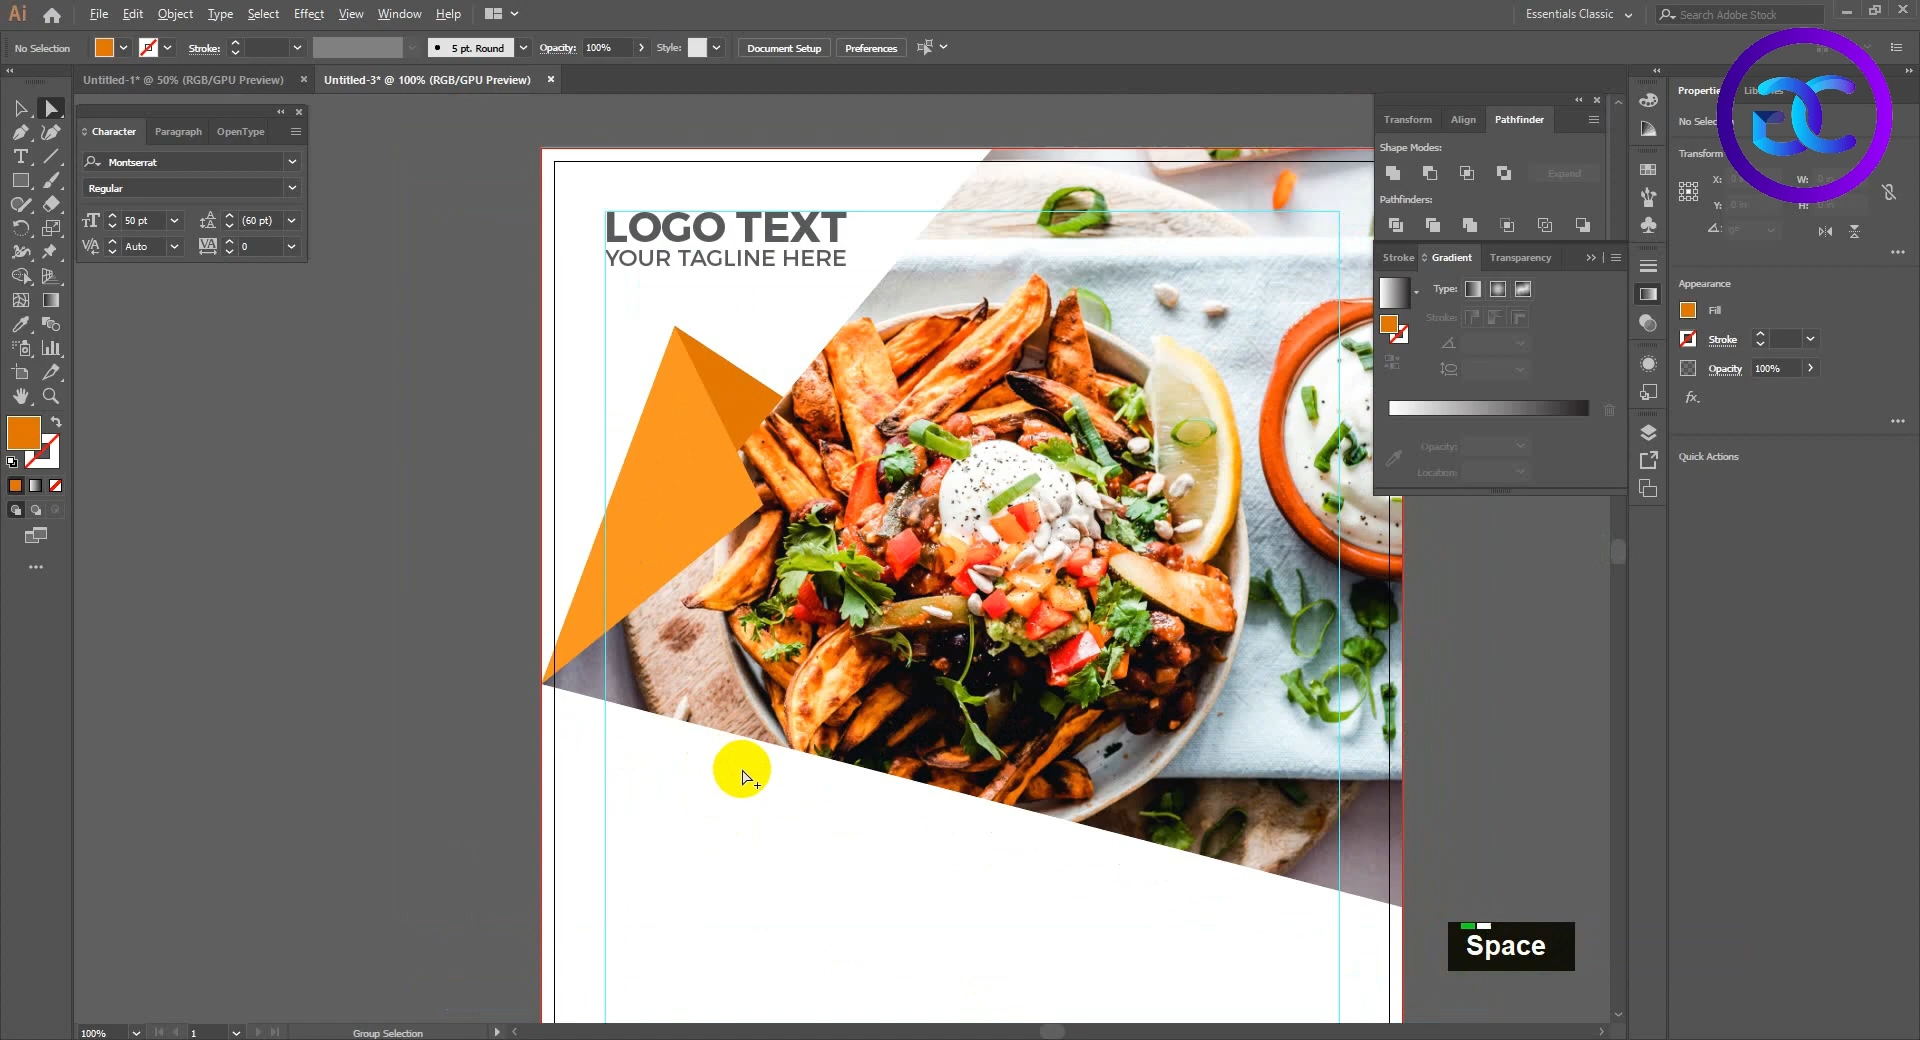 Ai File Edit Object Type Select Effect View Window Help Essentials Classic Search Adobe Stock
No Selection Stroke: 5 pt. Round Opacity: 100% Style: Document Setup Preferences
Untitled-1* @ 50% (RGB/GPU Preview) × Untitled-3* @ 100% (RGB/GPU Preview) ×
Character Paragraph OpenType
Montserrat
Regular
50 pt (60 pt)
Auto 0
LOGO TEXT
YOUR TAGLINE HERE
Transform Align Pathfinder
Shape Modes:
Expand
Pathfinders:
Stroke Gradient Transparency
Type:
Stroke:
Opacity:
Location:
Properties
Transform
X: W:
Y: H:
Appearance
Fill
Stroke
Opacity 100%
fx.
Quick Actions
GC
Space
100% 1 Group Selection